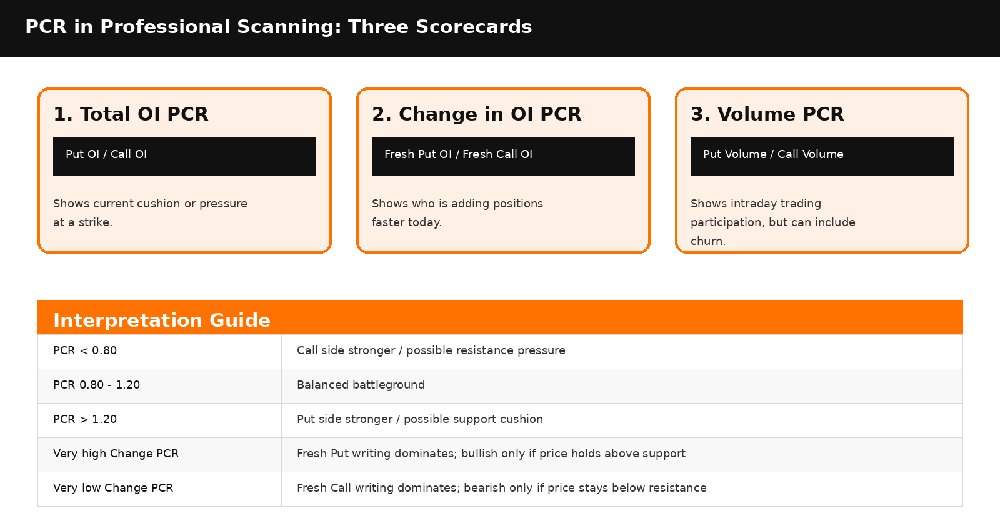 PCR in Professional Scanning: Three Scorecards
1. Total OI PCR
Put OI / Call OI
Shows current cushion or pressure
at a strike.
2. Change in OI PCR
Fresh Put OI / Fresh Call OI
Shows who is adding positions
faster today.
3. Volume PCR
Put Volume / Call Volume
Shows intraday trading
participation, but can include
churn.
Interpretation Guide
PCR < 0.80 Call side stronger / possible resistance pressure
PCR 0.80 - 1.20 Balanced battleground
PCR > 1.20 Put side stronger / possible support cushion
Very high Change PCR Fresh Put writing dominates; bullish only if price holds above support
Very low Change PCR Fresh Call writing dominates; bearish only if price stays below resistance